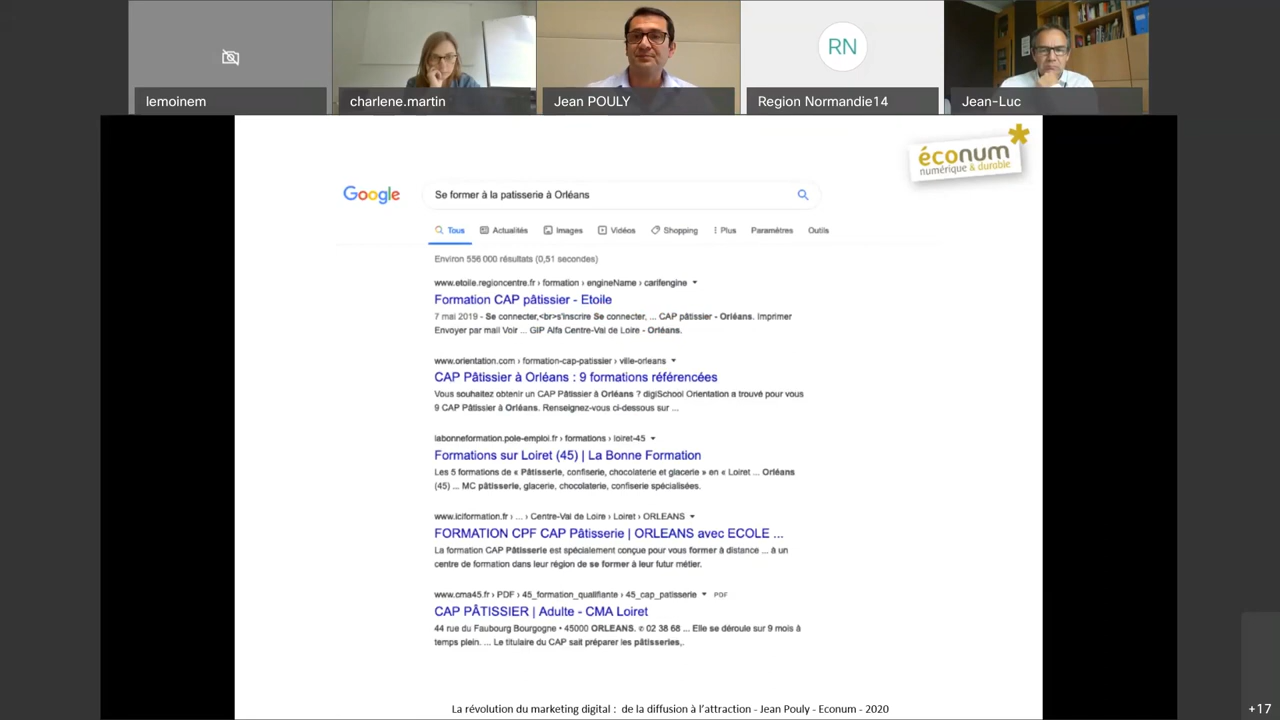 lemoinem
charlene.martin
Jean POULY
RN
Region Normandie14
Jean-Luc
éconum
numérique & durable
Google
Se former à la patisserie à Orléans
Tous Actualités Images Vidéos Shopping Plus Paramètres Outils
Environ 556 000 résultats (0,51 secondes)
www.etoile.regioncentre.fr › formation › engineName › carifengine
Formation CAP pâtissier - Etoile
7 mai 2019 - Se connecter,<br>s'inscrire Se connecter, ... CAP pâtissier - Orléans. Imprimer
Envoyer par mail Voir ... GIP Alfa Centre-Val de Loire - Orléans.
www.orientation.com › formation-cap-patissier › ville-orleans
CAP Pâtissier à Orléans : 9 formations référencées
Vous souhaitez obtenir un CAP Pâtissier à Orléans ? digiSchool Orientation a trouvé pour vous
9 CAP Pâtissier à Orléans. Renseignez-vous ci-dessous sur ...
labonneformation.pole-emploi.fr › formations › loiret-45
Formations sur Loiret (45) | La Bonne Formation
Les 5 formations de « Pâtisserie, confiserie, chocolaterie et glacerie » en « Loiret ... Orléans
(45) ... MC pâtisserie, glacerie, chocolaterie, confiserie spécialisées.
www.iciformation.fr › ... › Centre-Val de Loire › Loiret › ORLEANS
FORMATION CPF CAP Pâtisserie | ORLEANS avec ECOLE ...
La formation CAP Pâtisserie est spécialement conçue pour vous former à distance ... à un
centre de formation dans leur région de se former à leur futur métier.
www.cma45.fr › PDF › 45_formation_qualifiante › 45_cap_patisserie PDF
CAP PÂTISSIER | Adulte - CMA Loiret
44 rue du Faubourg Bourgogne • 45000 ORLEANS. ✆ 02 38 68 ... Elle se déroule sur 9 mois à
temps plein. ... Le titulaire du CAP sait préparer les pâtisseries,.
La révolution du marketing digital : de la diffusion à l'attraction - Jean Pouly - Econum - 2020
+17